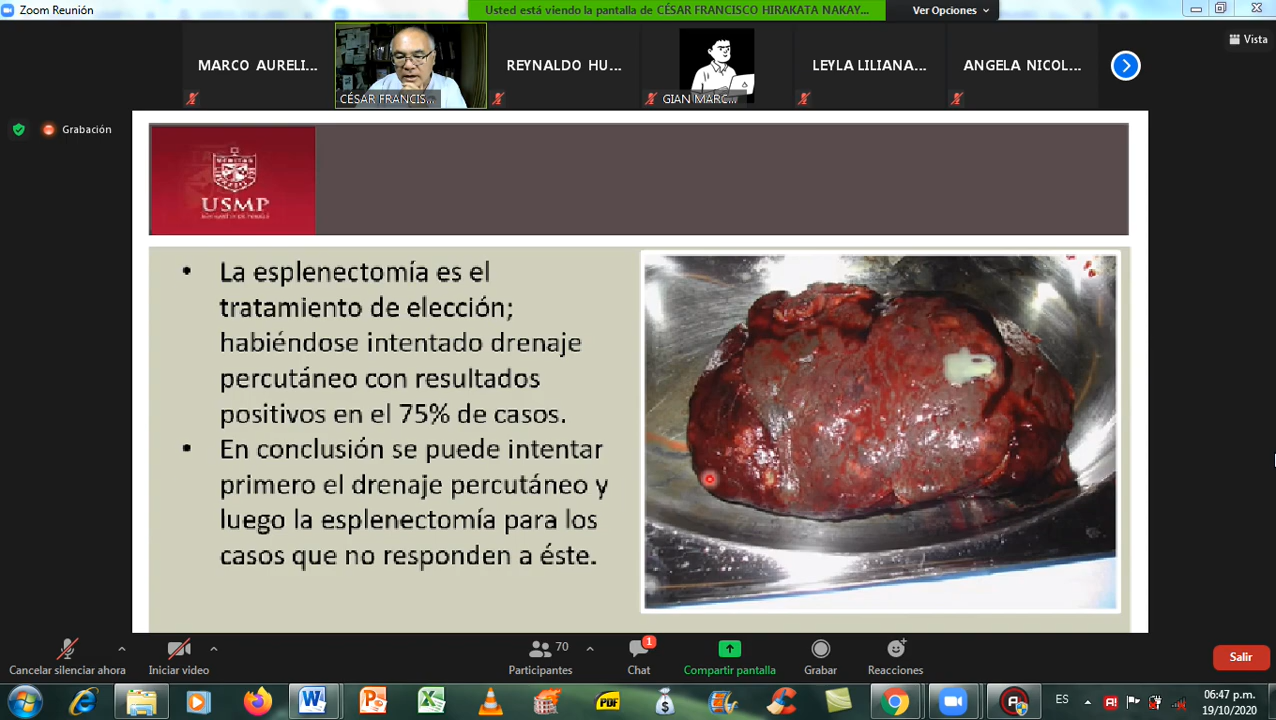 Zoom Reunión
Usted está viendo la pantalla de CÉSAR FRANCISCO HIRAKATA NAKAY...
Ver Opciones
Vista
MARCO AURELI...
CÉSAR FRANCIS...
REYNALDO HU...
GIAN MARC...
LEYLA LILIANA...
ANGELA NICOL...
Grabación
USMP
• La esplenectomía es el
tratamiento de elección;
habiéndose intentado drenaje
percutáneo con resultados
positivos en el 75% de casos.
• En conclusión se puede intentar
primero el drenaje percutáneo y
luego la esplenectomía para los
casos que no responden a éste.
Cancelar silenciar ahora
Iniciar video
70
Participantes
1
Chat
Compartir pantalla
Grabar
Reacciones
Salir
PDF
ES
06:47 p.m.
19/10/2020